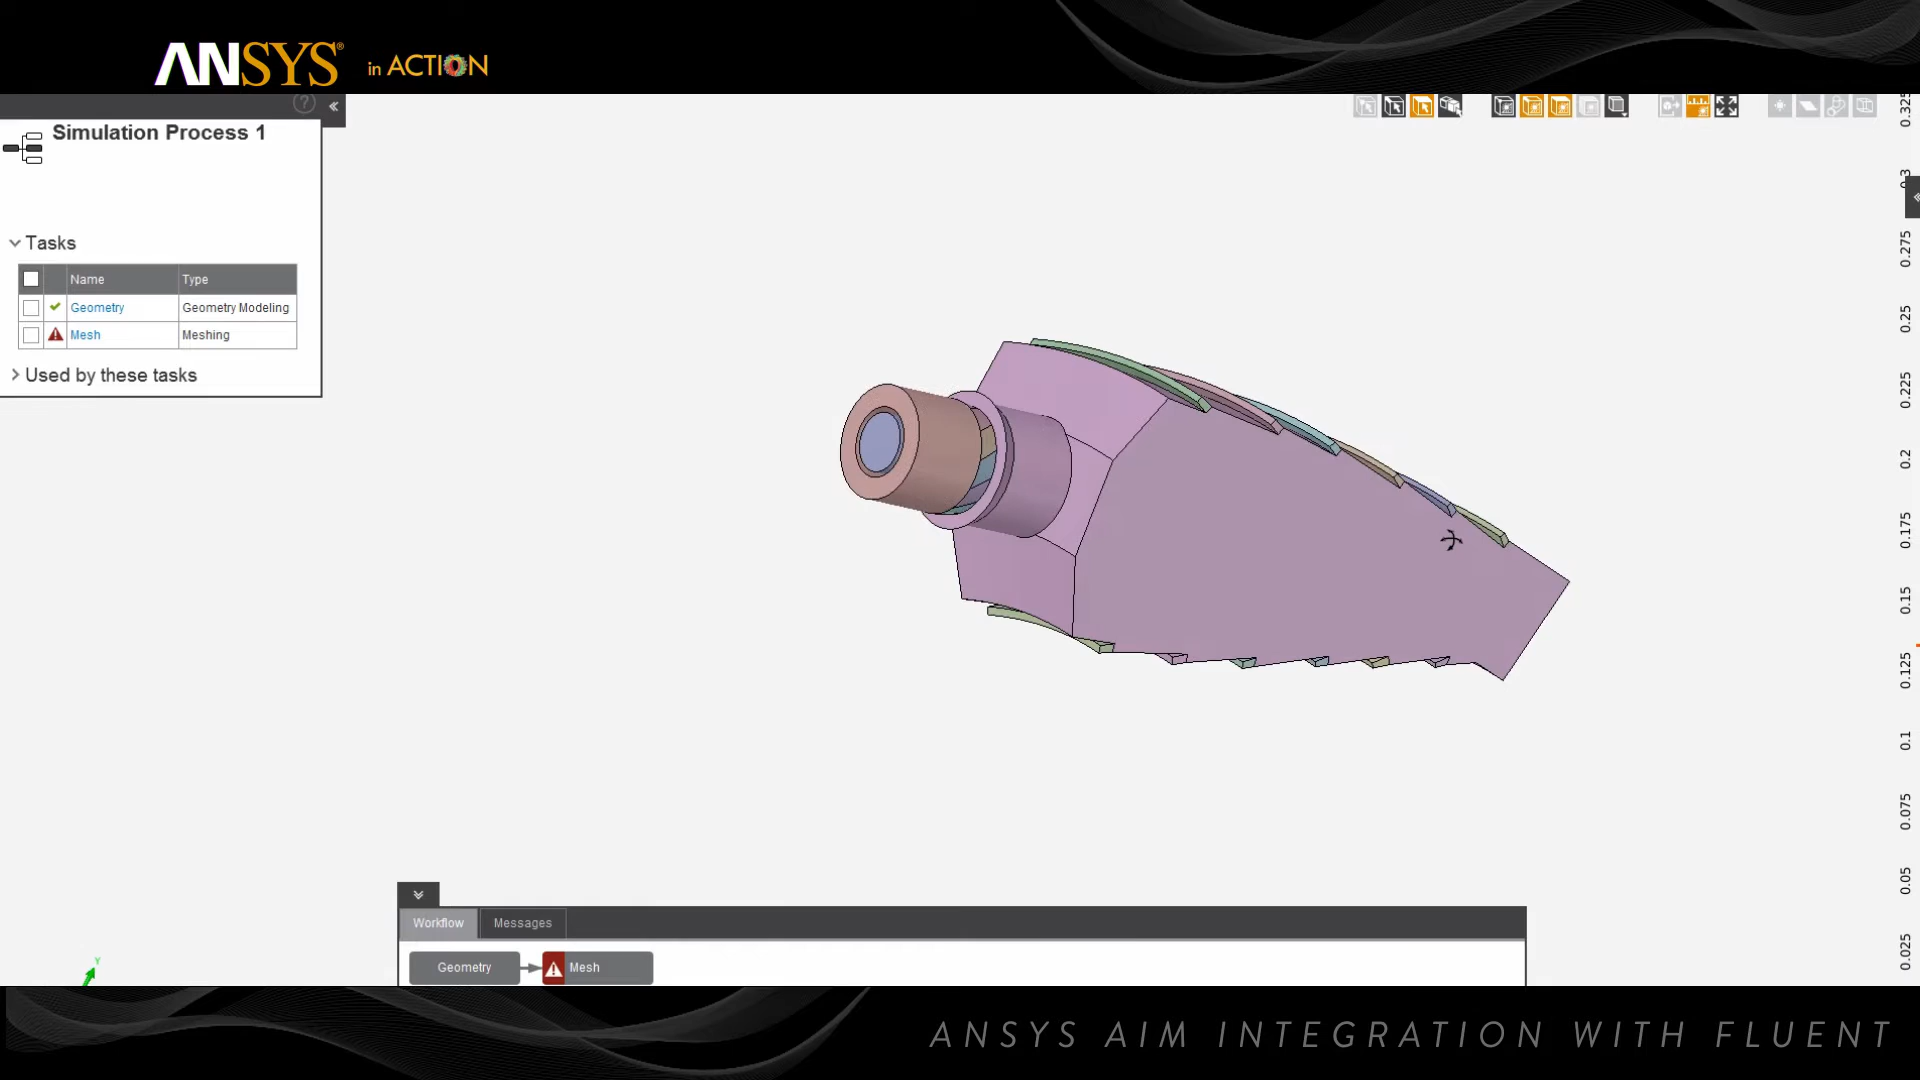 ANSYS® in ACTION
?
Simulation Process 1
Tasks
Name Type
Geometry Geometry Modeling
Mesh Meshing
Used by these tasks
0.325
0.3
0.275
0.25
0.225
0.2
0.175
0.15
0.125
0.1
0.075
0.05
0.025
Workflow Messages
Geometry Mesh
Y
ANSYS AIM INTEGRATION WITH FLUENT